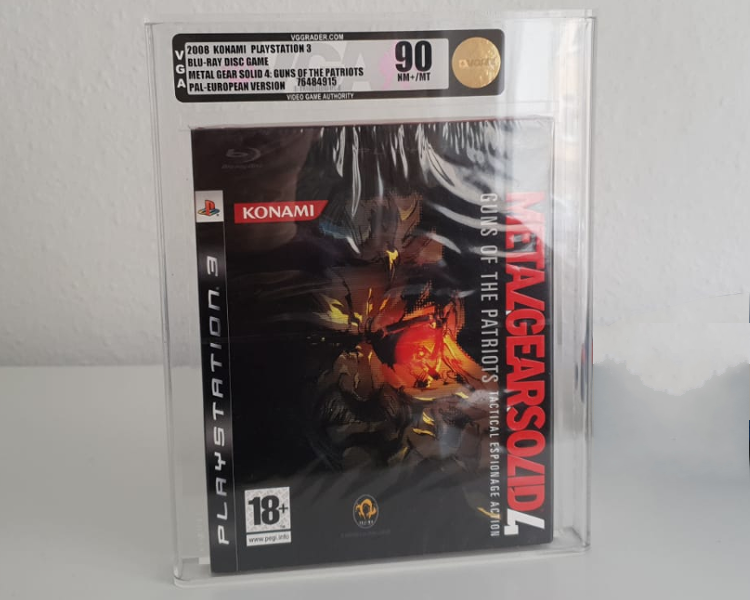 VGGRADER.COM
VGA
2008 KONAMI PLAYSTATION 3
BLU-RAY DISC GAME
METAL GEAR SOLID 4: GUNS OF THE PATRIOTS
PAL-EUROPEAN VERSION 76484915
90
NM+/MT
VIDEO GAME AUTHORITY
KONAMI
PLAYSTATION 3
METAL GEAR SOLID 4
GUNS OF THE PATRIOTS
TACTICAL ESPIONAGE ACTION
18+
www.pegi.info